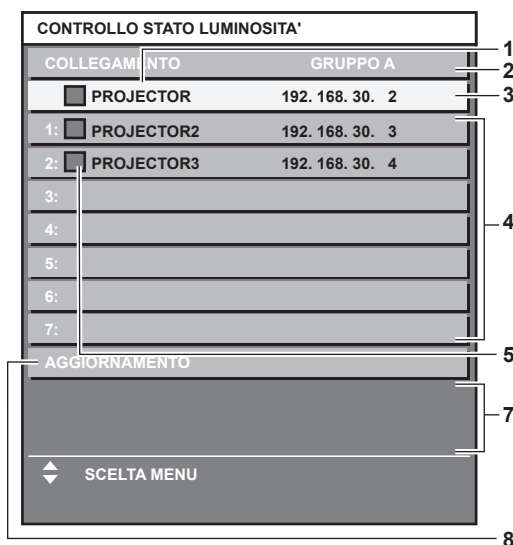 CONTROLLO STATO LUMINOSITA'
COLLEGAMENTO GRUPPO A
PROJECTOR 192. 168. 30. 2
1: PROJECTOR2 192. 168. 30. 3
2: PROJECTOR3 192. 168. 30. 4
3:
4:
5:
6:
7:
AGGIORNAMENTO
SCELTA MENU
1
2
3
4
5
7
8